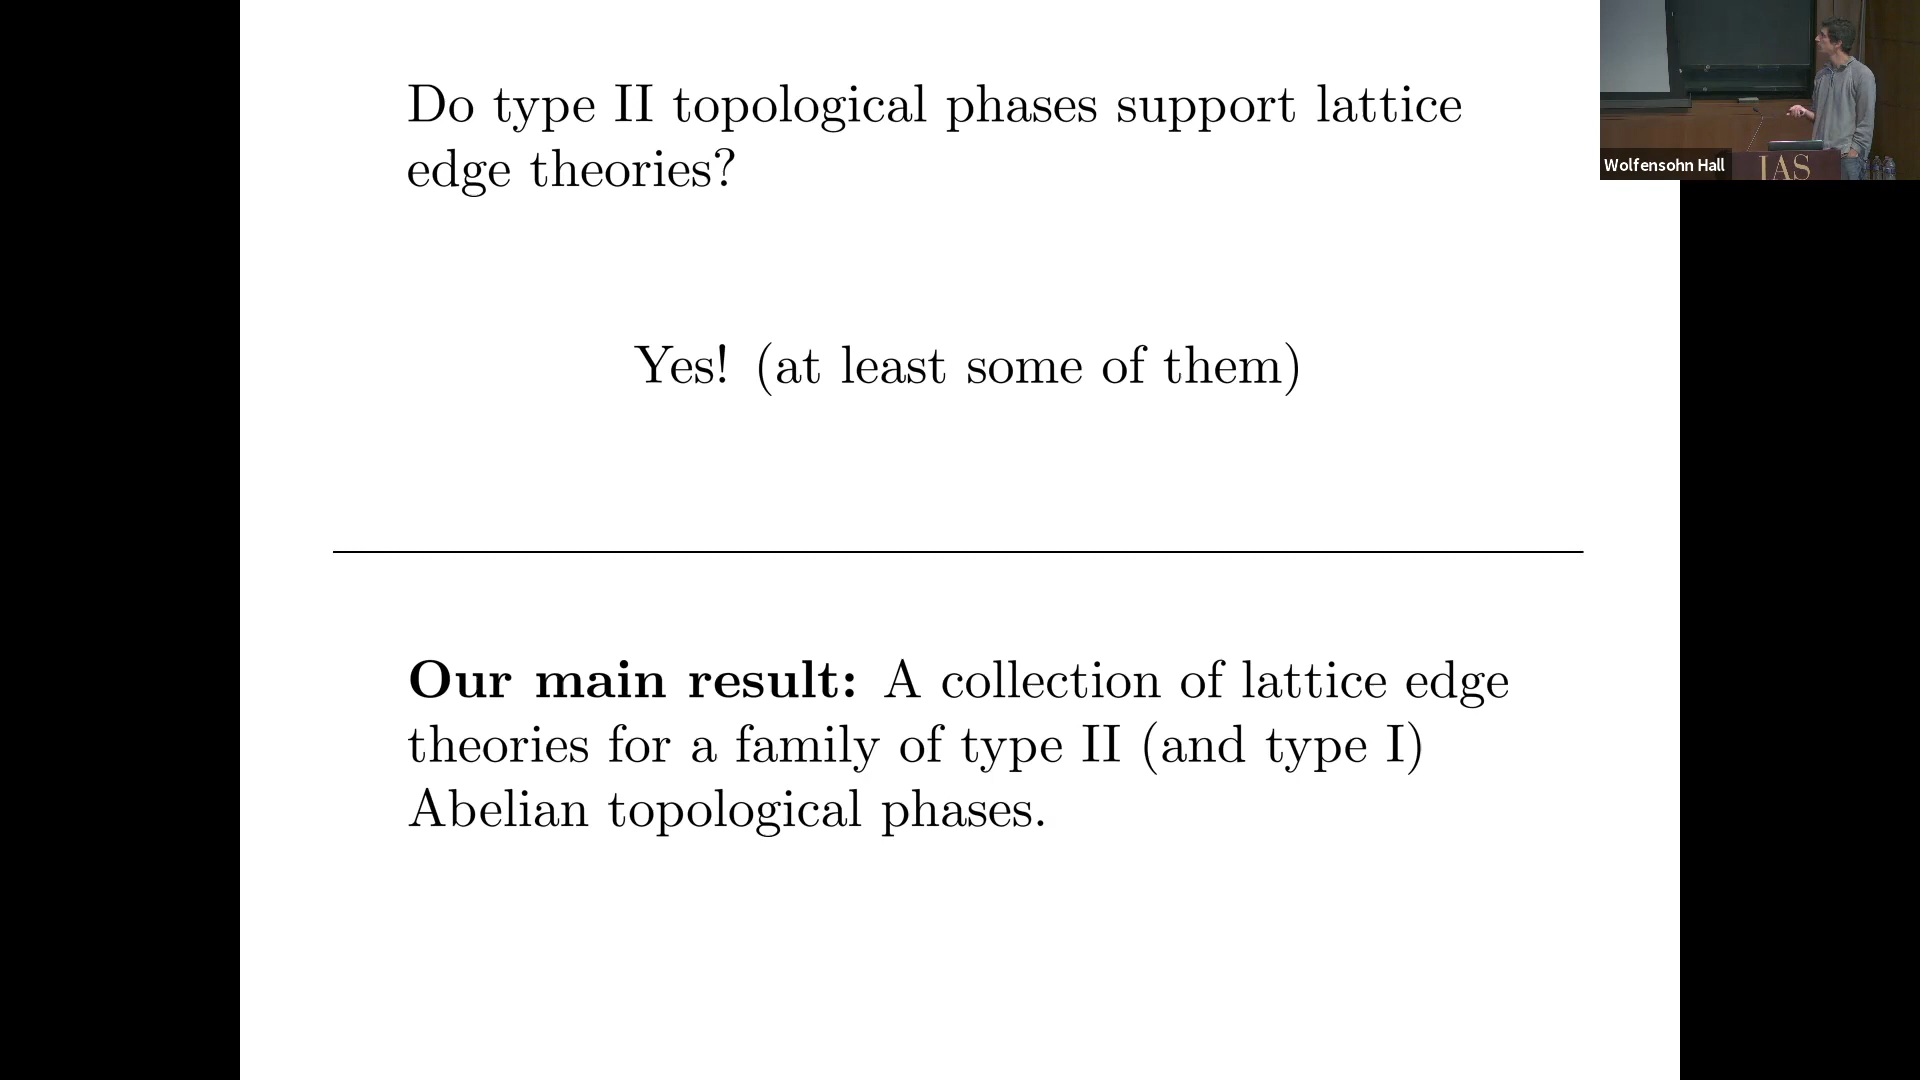 Do type II topological phases support lattice
edge theories?
Yes! (at least some of them)
Our main result: A collection of lattice edge
theories for a family of type II (and type I)
Abelian topological phases.
Wolfensohn Hall
IAS